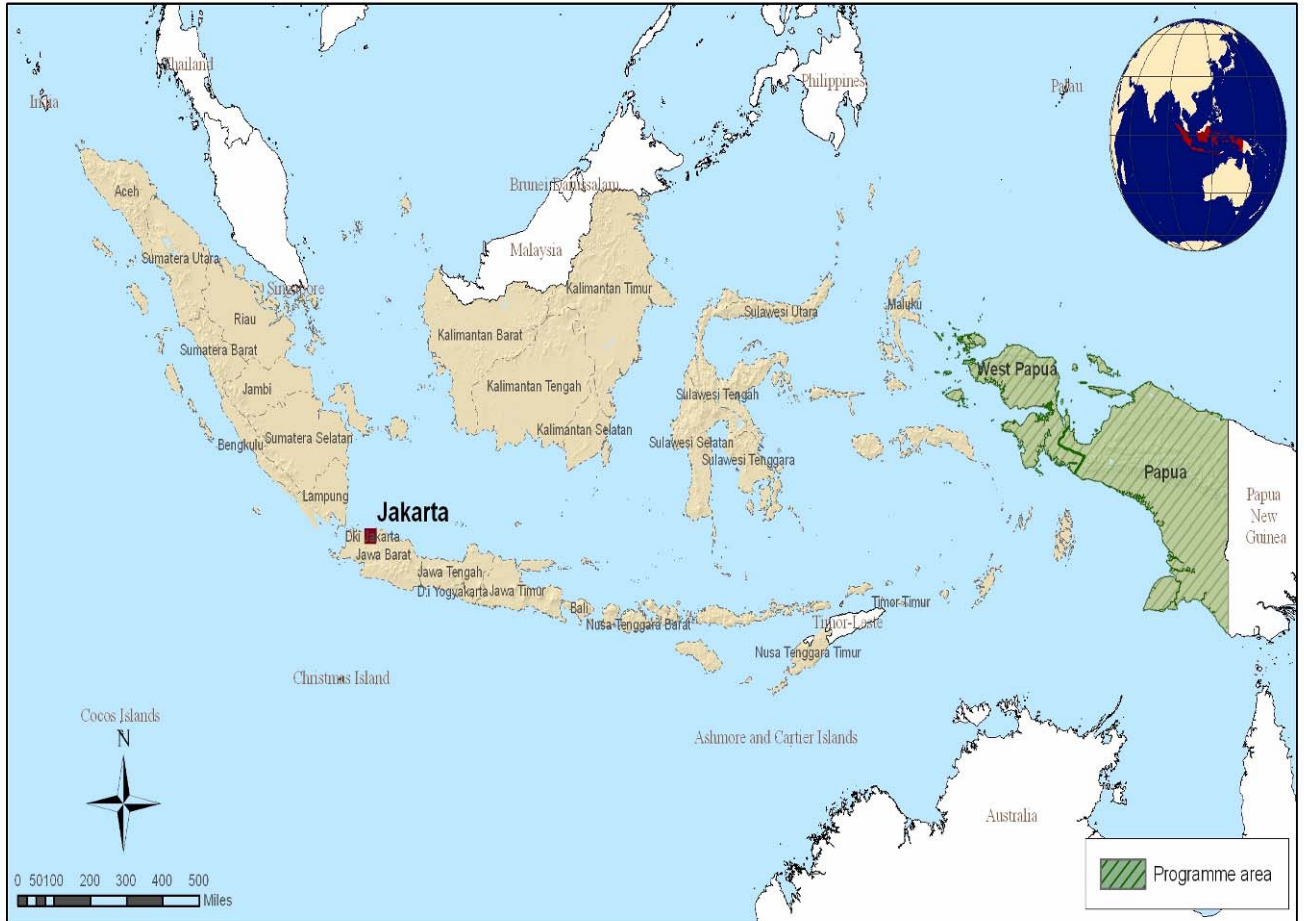 Thailand
India
Philippines
Palau
Aceh
Brunei Darussalam
Malaysia
Sumatera Utara
Singapore
Kalimantan Timur
Riau
Sulawesi Utara
Maluku
Kalimantan Barat
Sumatera Barat
West Papua
Jambi
Kalimantan Tengah
Sulawesi Tengah
Bengkulu
Sumatera Selatan
Kalimantan Selatan
Sulawesi Selatan
Sulawesi Tenggara
Papua
Lampung
Papua
New
Guinea
Jakarta
Dki Jakarta
Jawa Barat
Jawa Tengah
D.I Yogyakarta
Jawa Timur
Bali
Nusa Tenggara Barat
Timor Timur
Timor-Leste
Nusa Tenggara Timur
Christmas Island
Cocos Islands
N
Ashmore and Cartier Islands
Australia
0 50100 200 300 400 500
Miles
Programme area